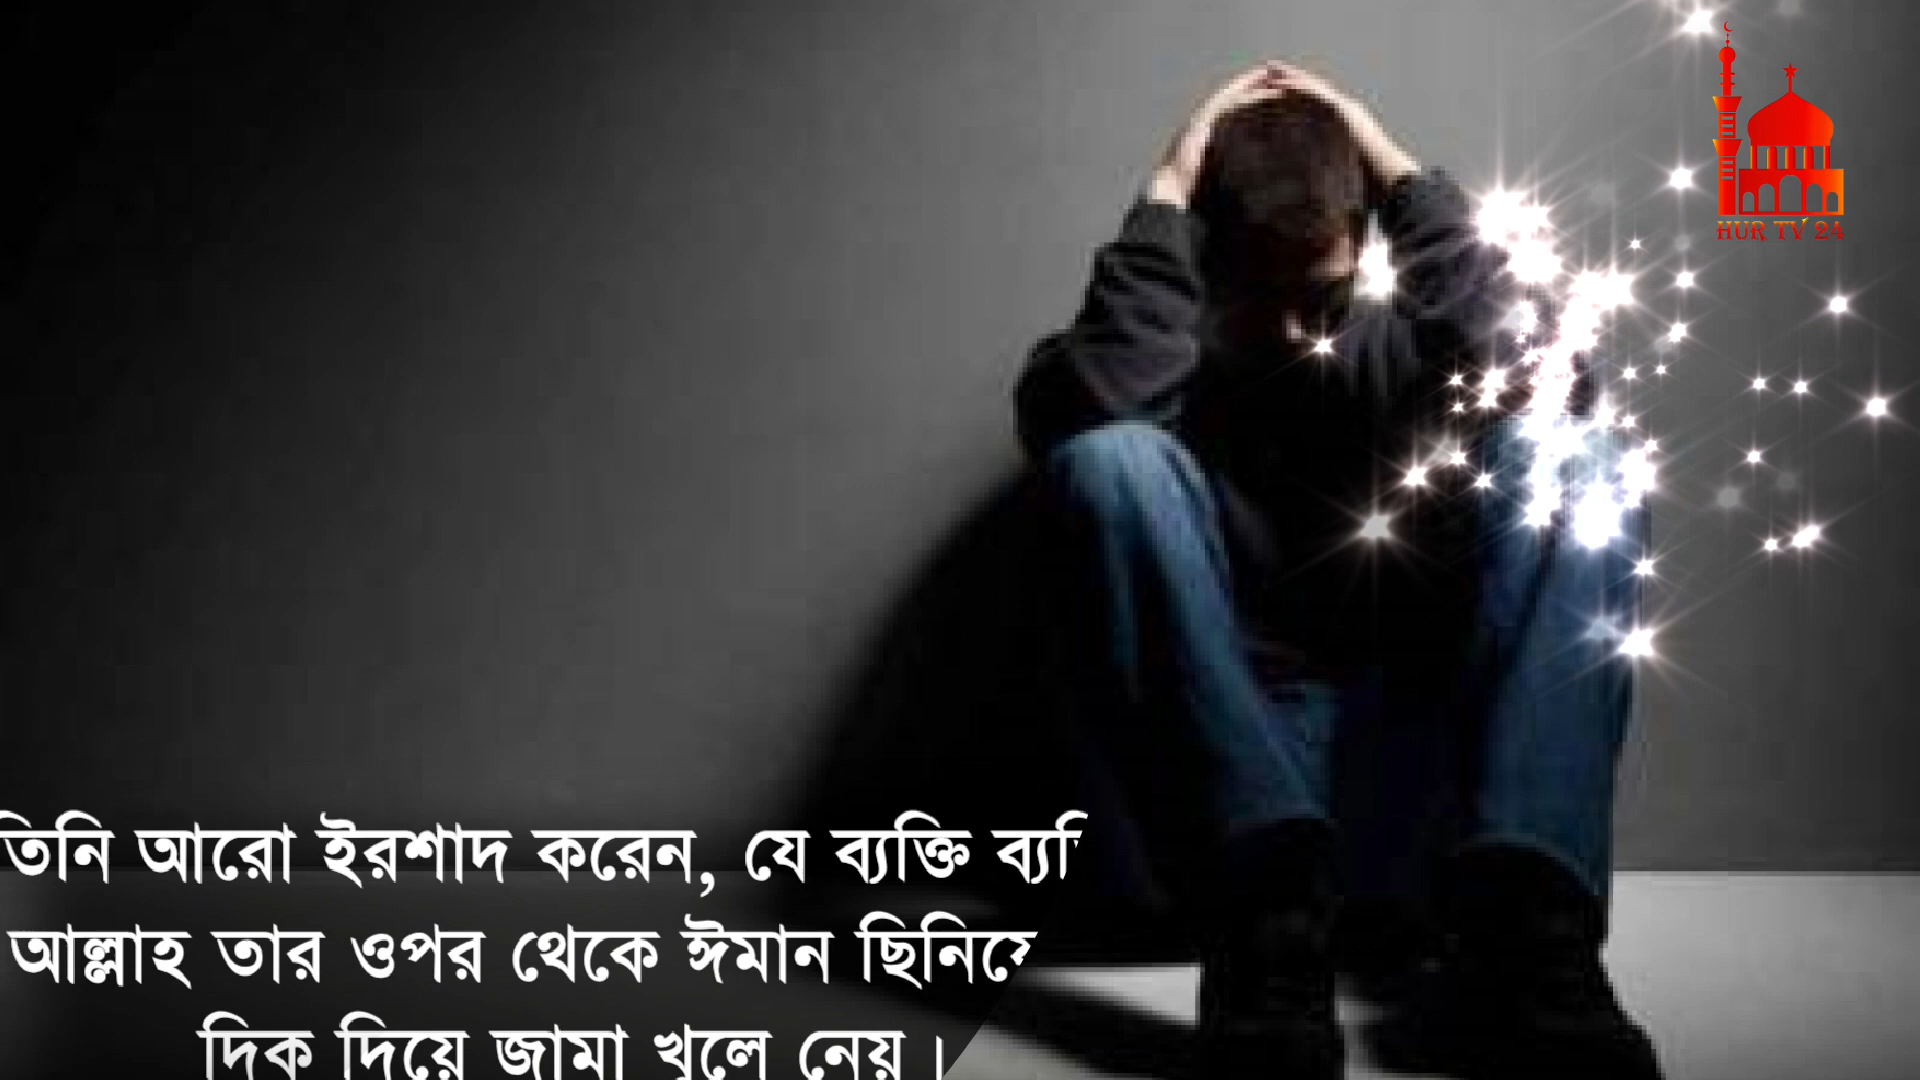 HUR TV 24
তিনি আরো ইরশাদ করেন, যে ব্যক্তি
আল্লাহ তার ওপর থেকে ঈমান ছিনিয়ে
দিক দিয়ে জামা খুলে নেয়।